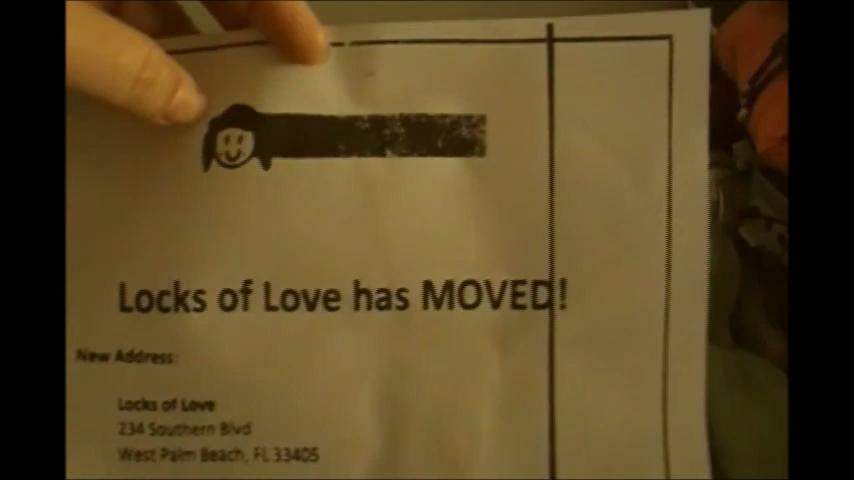 Locks of Love has MOVED!
New Address:
Locks of Love
234 Southern Blvd
West Palm Beach, FL 33405